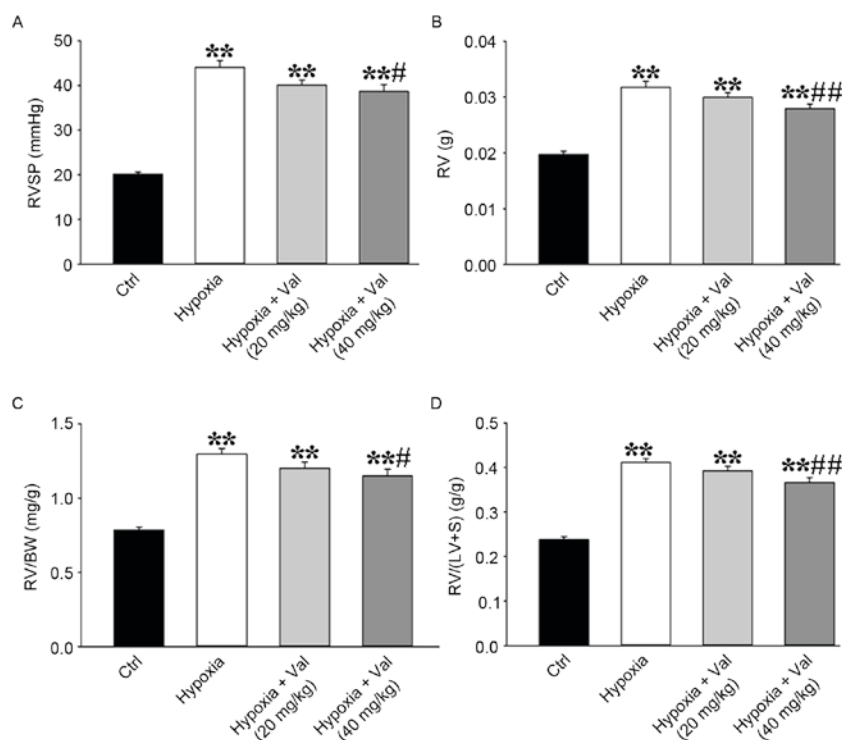 A
RVSP (mmHg)
50
40
30
20
10
0
**
**
**#
Ctrl
Hypoxia
Hypoxia + Val
(20 mg/kg)
Hypoxia + Val
(40 mg/kg)
B
RV (g)
0.04
0.03
0.02
0.01
0.00
**
**
**##
Ctrl
Hypoxia
Hypoxia + Val
(20 mg/kg)
Hypoxia + Val
(40 mg/kg)
C
RV/BW (mg/g)
1.5
1.0
0.5
0.0
**
**
**#
Ctrl
Hypoxia
Hypoxia + Val
(20 mg/kg)
Hypoxia + Val
(40 mg/kg)
D
RV/(LV+S) (g/g)
0.5
0.4
0.3
0.2
0.1
0.0
**
**
**##
Ctrl
Hypoxia
Hypoxia + Val
(20 mg/kg)
Hypoxia + Val
(40 mg/kg)